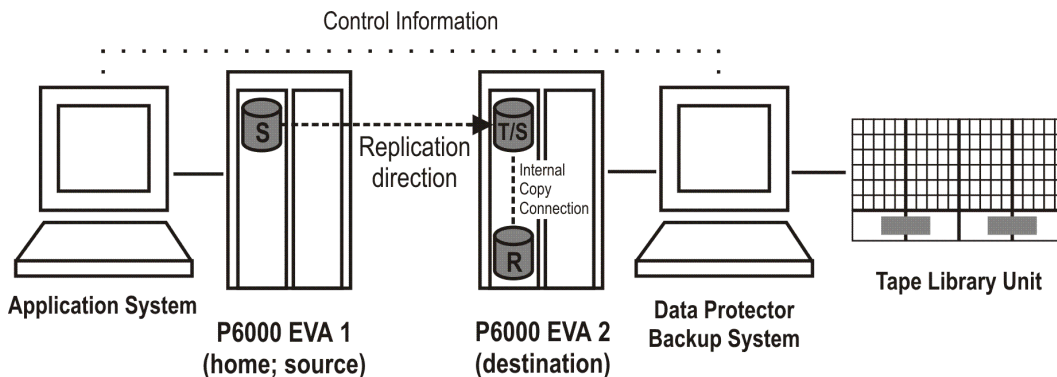 Control Information
S
T/S
Replication
direction
Internal
Copy
Connection
R
Application System
P6000 EVA 1
(home; source)
P6000 EVA 2
(destination)
Data Protector
Backup System
Tape Library Unit